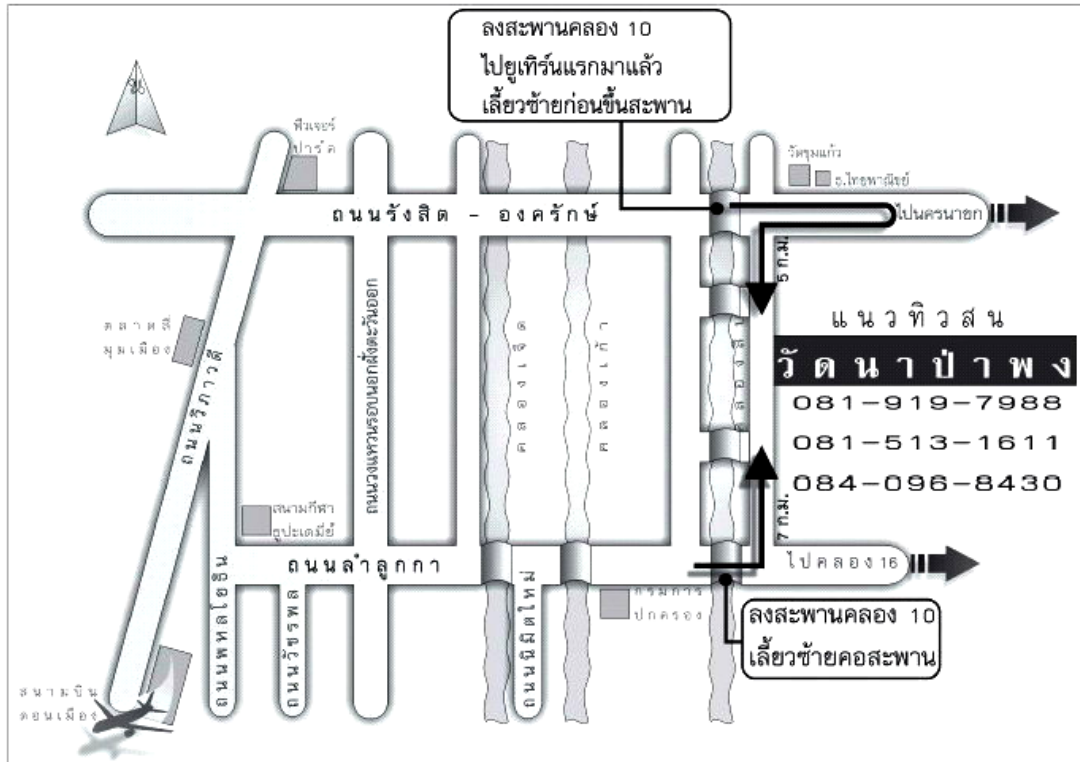 ลงสะพานคลอง 10
ไปยูเทิร์นแรกมาแล้ว
เลี้ยวซ้ายก่อนขึ้นสะพาน
ฟิวเจอร์
ปาร์ค
วัดชุมแก้ว
ธ.ไทยพาณิชย์
ถนนรังสิต - องครักษ์
ไปนครนายก
5 ก.ม.
ตลาดสี่
มุมเมือง
ถนนวิภาวดี
ถนนวงแหวนรอบนอกฝั่งตะวันออก
คลองเจ็ด
คลองเก้า
คลองสิบ
แนวทิวสน
วัดนาป่าพง
081-919-7988
081-513-1611
084-096-8430
7 ก.ม.
สนามกีฬา
ธูปะเตมีย์
ถนนลำลูกกา
ไปคลอง 16
ถนนพหลโยธิน
ถนนวัชรพล
ถนนนิมิตใหม่
กรมการ
ปกครอง
ลงสะพานคลอง 10
เลี้ยวซ้ายคอสะพาน
สนามบิน
ดอนเมือง